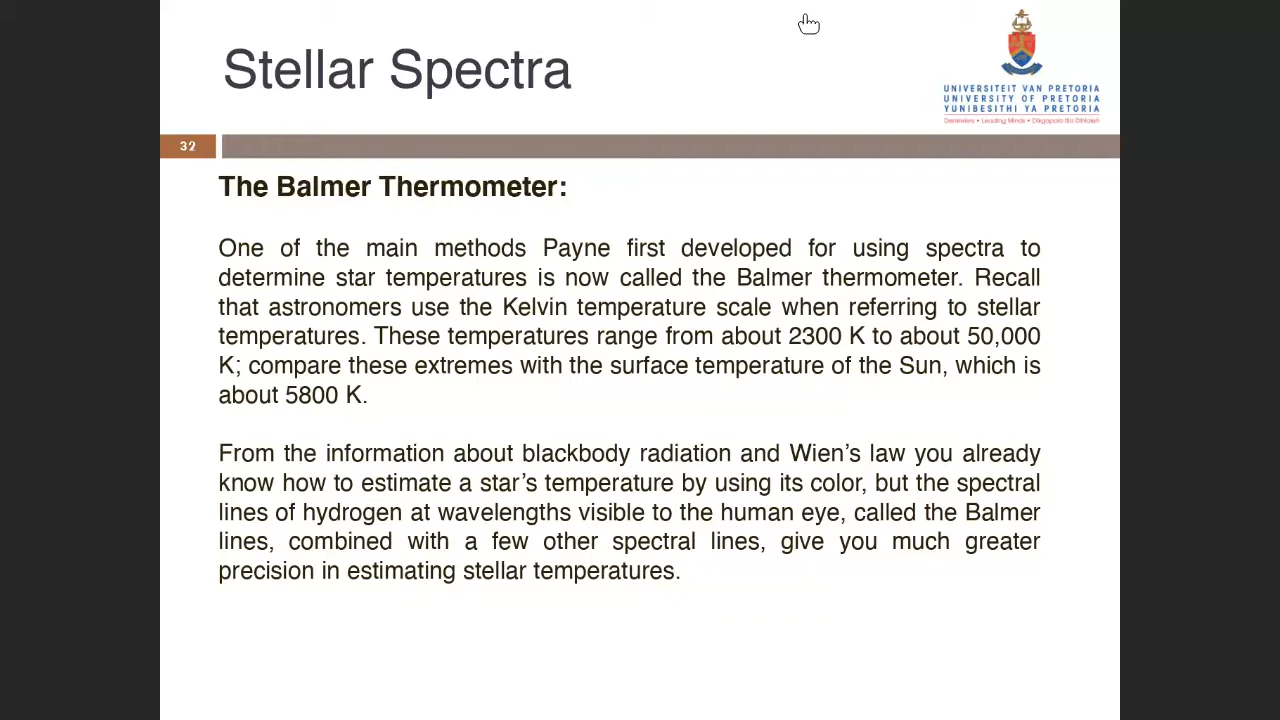 Stellar Spectra
UNIVERSITEIT VAN PRETORIA
UNIVERSITY OF PRETORIA
YUNIBESITHI YA PRETORIA
32
The Balmer Thermometer:
One of the main methods Payne first developed for using spectra to
determine star temperatures is now called the Balmer thermometer. Recall
that astronomers use the Kelvin temperature scale when referring to stellar
temperatures. These temperatures range from about 2300 K to about 50,000
K; compare these extremes with the surface temperature of the Sun, which is
about 5800 K.
From the information about blackbody radiation and Wien’s law you already
know how to estimate a star’s temperature by using its color, but the spectral
lines of hydrogen at wavelengths visible to the human eye, called the Balmer
lines, combined with a few other spectral lines, give you much greater
precision in estimating stellar temperatures.